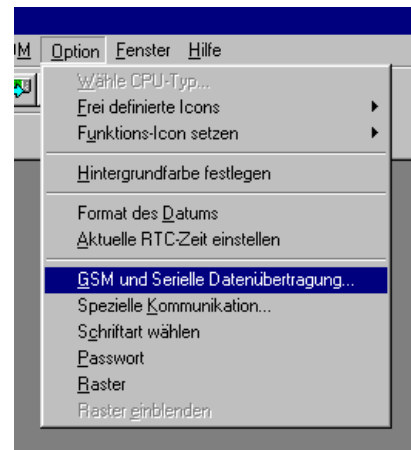 M Option Fenster Hilfe
Wähle CPU-Typ...
Frei definierte Icons
Funktions-Icon setzen
Hintergrundfarbe festlegen
Format des Datums
Aktuelle RTC-Zeit einstellen
GSM und Serielle Datenübertragung...
Spezielle Kommunikation...
Schriftart wählen
Passwort
Raster
Raster einblenden